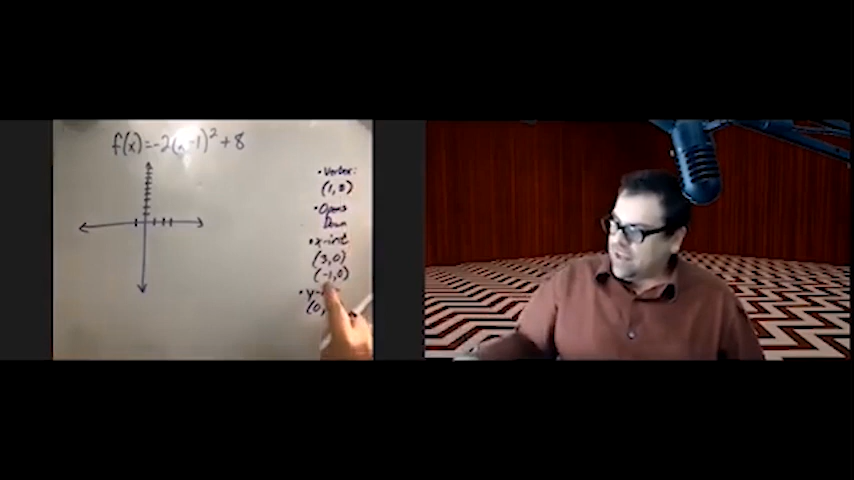 f(x)=-2(x-1)²+8
• Vertex:
(1,8)
• Opens
Down
• x-int
(3,0)
(-1,0)
(0,